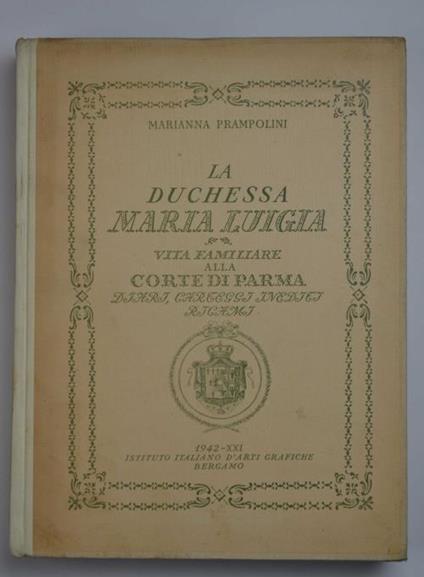 MARIANNA PRAMPOLINI
LA
DUCHESSA
MARIA LUIGIA
VITA FAMILIARE
ALLA
CORTE DI PARMA
DIARI, CARTEGGI INEDITI
RICAMI
1942-XXI
ISTITUTO ITALIANO D'ARTI GRAFICHE
BERGAMO